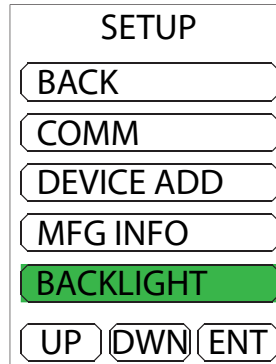 SETUP
BACK
COMM
DEVICE ADD
MFG INFO
BACKLIGHT
UP DWN ENT